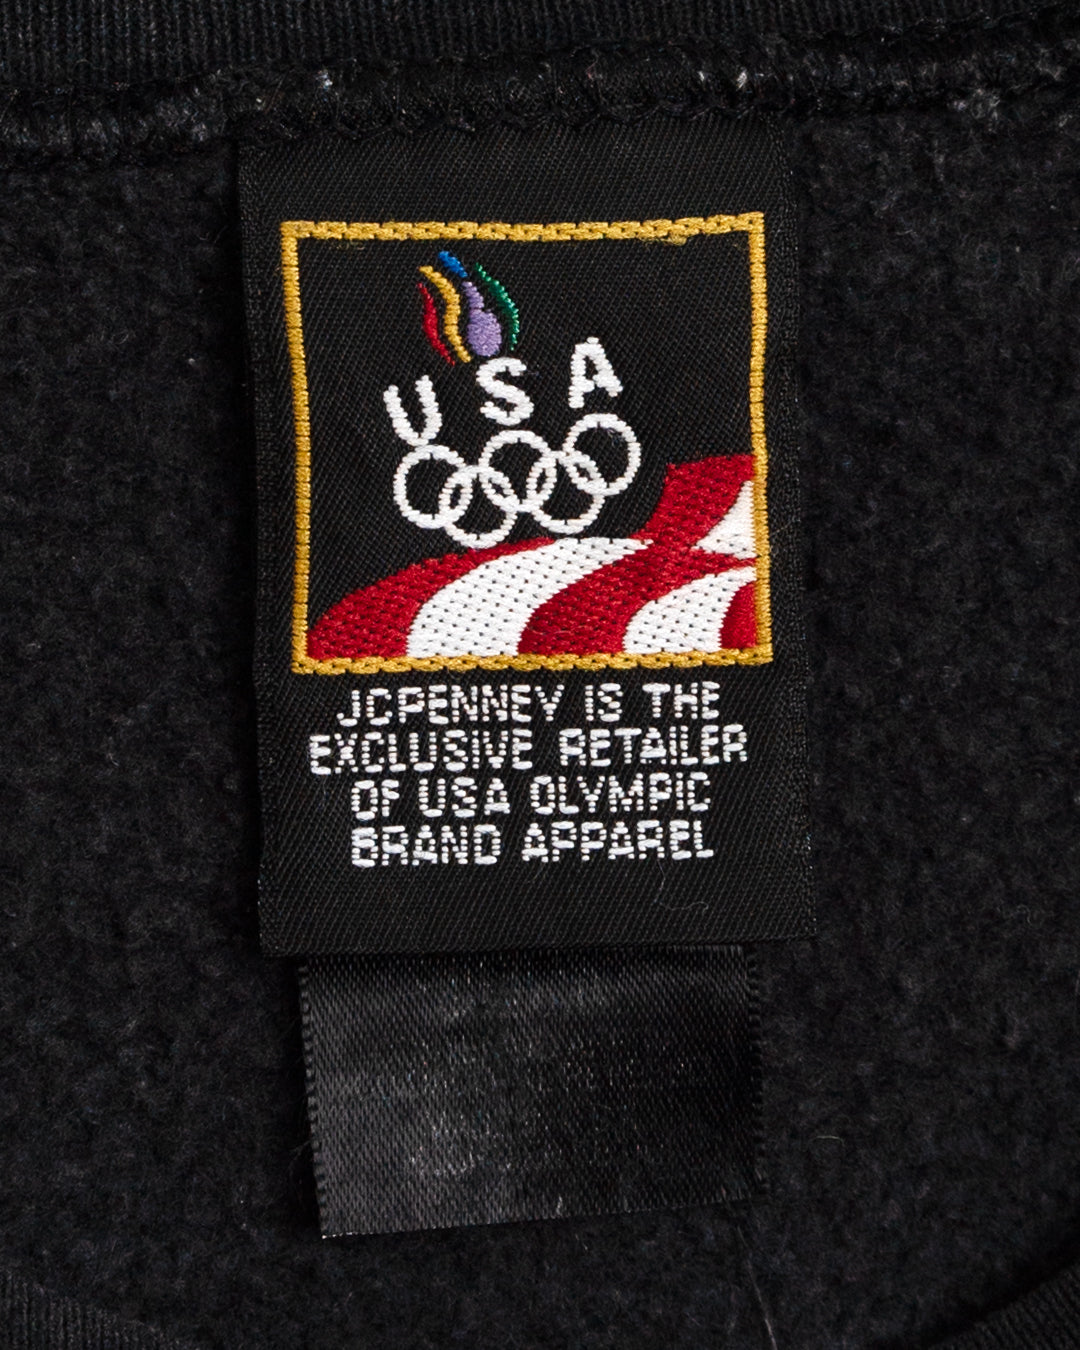 USA
JCPENNEY IS THE
EXCLUSIVE RETAILER
OF USA OLYMPIC
BRAND APPAREL